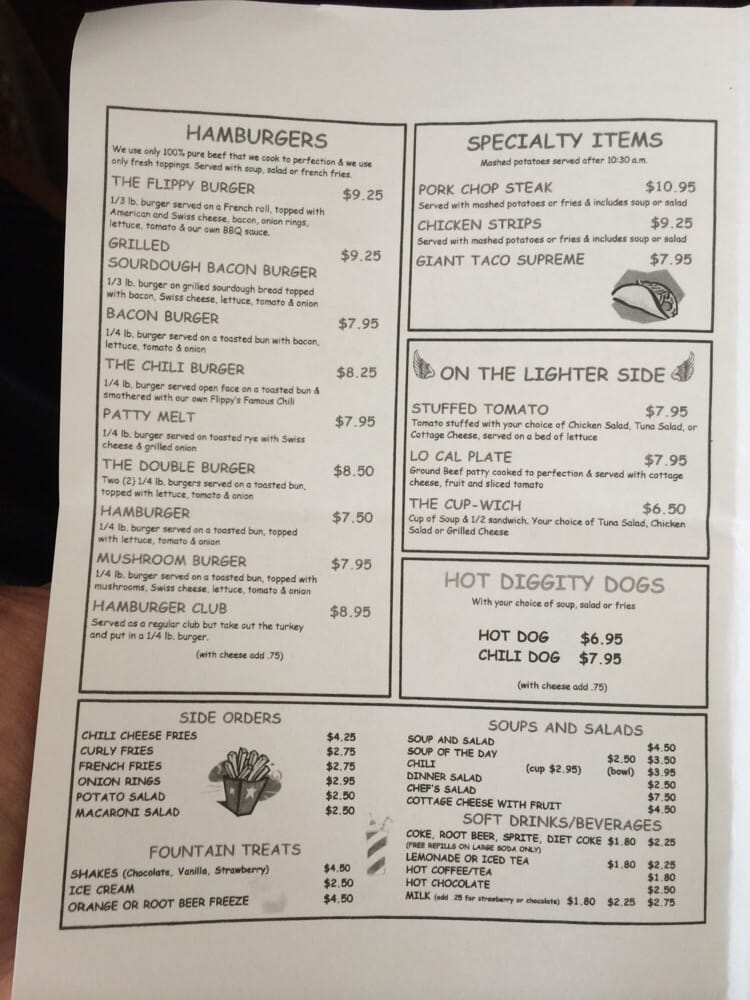 HAMBURGERS
We use only 100% pure beef that we cook to perfection & we use
only fresh toppings. Served with soup, salad or french fries.
THE FLIPPY BURGER $9.25
1/3 lb. burger served on a French roll, topped with
American and Swiss cheese, bacon, onion rings,
lettuce, tomato & our own BBQ sauce.
GRILLED
SOURDOUGH BACON BURGER $9.25
1/3 lb. burger on grilled sourdough bread topped
with bacon, Swiss cheese, lettuce, tomato & onion
BACON BURGER $7.95
1/4 lb. burger served on a toasted bun with bacon,
lettuce, tomato & onion
THE CHILI BURGER $8.25
1/4 lb. burger served open face on a toasted bun &
smothered with our own Flippy's Famous Chili
PATTY MELT $7.95
1/4 lb. burger served on toasted rye with Swiss
cheese & grilled onion
THE DOUBLE BURGER $8.50
Two (2) 1/4 lb. burgers served on a toasted bun,
topped with lettuce, tomato & onion
HAMBURGER $7.50
1/4 lb. burger served on a toasted bun, topped
with lettuce, tomato & onion
MUSHROOM BURGER $7.95
1/4 lb. burger served on a toasted bun, topped with
mushrooms, Swiss cheese, lettuce, tomato & onion
HAMBURGER CLUB $8.95
Served as a regular club but take out the turkey
and put in a 1/4 lb. burger.
(with cheese add .75)
SPECIALTY ITEMS
Mashed potatoes served after 10:30 a.m.
PORK CHOP STEAK $10.95
Served with mashed potatoes or fries & includes soup or salad
CHICKEN STRIPS $9.25
Served with mashed potatoes or fries & includes soup or salad
GIANT TACO SUPREME $7.95
ON THE LIGHTER SIDE
STUFFED TOMATO $7.95
Tomato stuffed with your choice of Chicken Salad, Tuna Salad, or
Cottage Cheese, served on a bed of lettuce
LO CAL PLATE $7.95
Ground Beef patty cooked to perfection & served with cottage
cheese, fruit and sliced tomato
THE CUP-WICH $6.50
Cup of Soup & 1/2 sandwich. Your choice of Tuna Salad, Chicken
Salad or Grilled Cheese
HOT DIGGITY DOGS
With your choice of soup, salad or fries
HOT DOG $6.95
CHILI DOG $7.95
(with cheese add .75)
SIDE ORDERS
CHILI CHEESE FRIES $4.25
CURLY FRIES $2.75
FRENCH FRIES $2.75
ONION RINGS $2.95
POTATO SALAD $2.50
MACARONI SALAD $2.50
FOUNTAIN TREATS
SHAKES (Chocolate, Vanilla, Strawberry) $4.50
ICE CREAM $2.50
ORANGE OR ROOT BEER FREEZE $4.50
SOUPS AND SALADS
SOUP AND SALAD $4.50
SOUP OF THE DAY $2.50 $3.50
CHILI (cup $2.95) (bowl) $3.95
DINNER SALAD $2.50
CHEF'S SALAD $7.50
COTTAGE CHEESE WITH FRUIT $4.50
SOFT DRINKS/BEVERAGES
COKE, ROOT BEER, SPRITE, DIET COKE $1.80 $2.25
(FREE REFILLS ON LARGE SODA ONLY)
LEMONADE OR ICED TEA $1.80 $2.25
HOT COFFEE/TEA $1.80
HOT CHOCOLATE $2.50
MILK (add .25 for strawberry or chocolate) $1.80 $2.25 $2.75